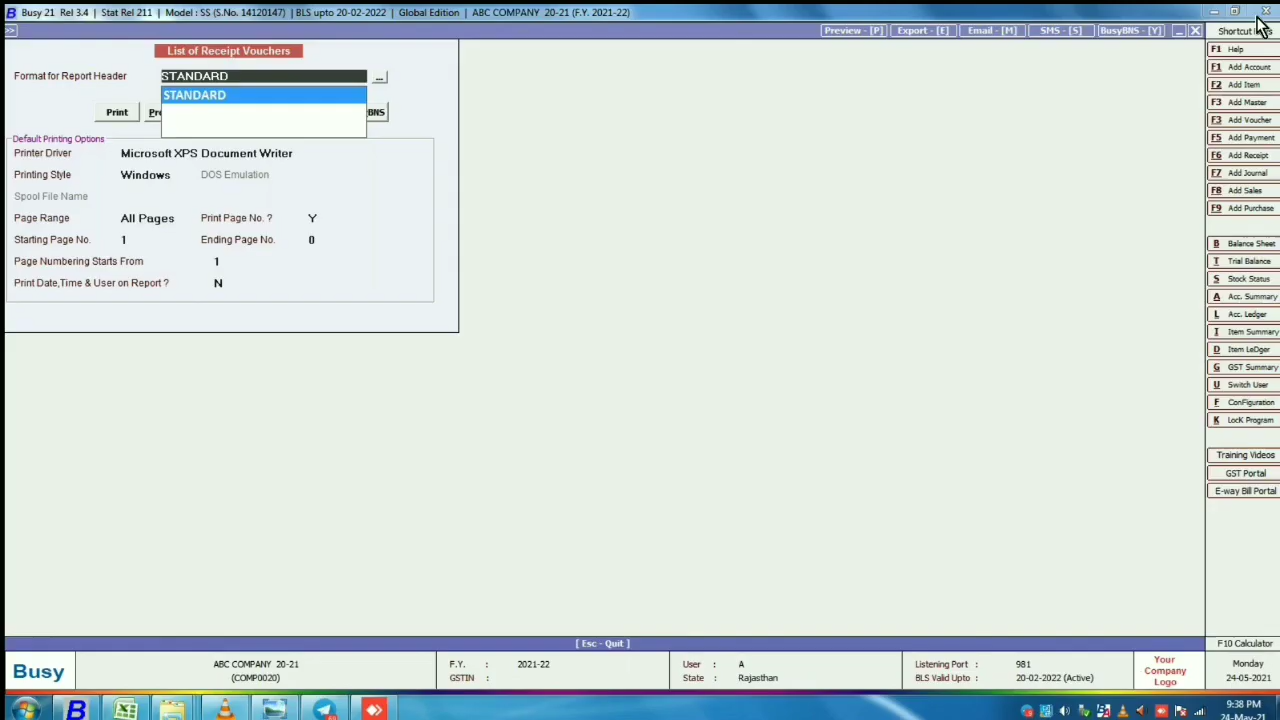 Busy 21 Rel 3.4 | Stat Rel 211 | Model : SS (S.No. 14120147) | BLS upto 20-02-2022 | Global Edition | ABC COMPANY 20-21 (F.Y. 2021-22)
>> Preview - [P] Export - [E] Email - [M] SMS - [S] BusyBNS - [Y]
List of Receipt Vouchers
Format for Report Header STANDARD ...
STANDARD
Print BNS
Default Printing Options
Printer Driver Microsoft XPS Document Writer
Printing Style Windows DOS Emulation
Spool File Name
Page Range All Pages Print Page No. ? Y
Starting Page No. 1 Ending Page No. 0
Page Numbering Starts From 1
Print Date,Time & User on Report ? N
Shortcut
F1 Help
F1 Add Account
F2 Add Item
F3 Add Master
F3 Add Voucher
F5 Add Payment
F6 Add Receipt
F7 Add Journal
F8 Add Sales
F9 Add Purchase
B Balance Sheet
T Trial Balance
S Stock Status
A Acc. Summary
L Acc. Ledger
I Item Summary
D Item LeDger
G GST Summary
U Switch User
F ConFiguration
K LocK Program
Training Videos
GST Portal
E-way Bill Portal
[ Esc - Quit ]
F10 Calculator
Busy
ABC COMPANY 20-21
(COMP0020)
F.Y. : 2021-22
GSTIN :
User : A
State : Rajasthan
Listening Port : 981
BLS Valid Upto : 20-02-2022 (Active)
Your
Company
Logo
Monday
24-05-2021
9:38 PM
24-May-21